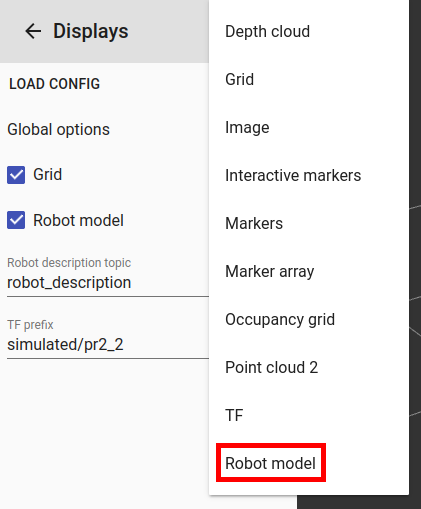 Displays
LOAD CONFIG
Global options
Grid
Robot model
Robot description topic
robot_description
TF prefix
simulated/pr2_2
Depth cloud
Grid
Image
Interactive markers
Markers
Marker array
Occupancy grid
Point cloud 2
TF
Robot model